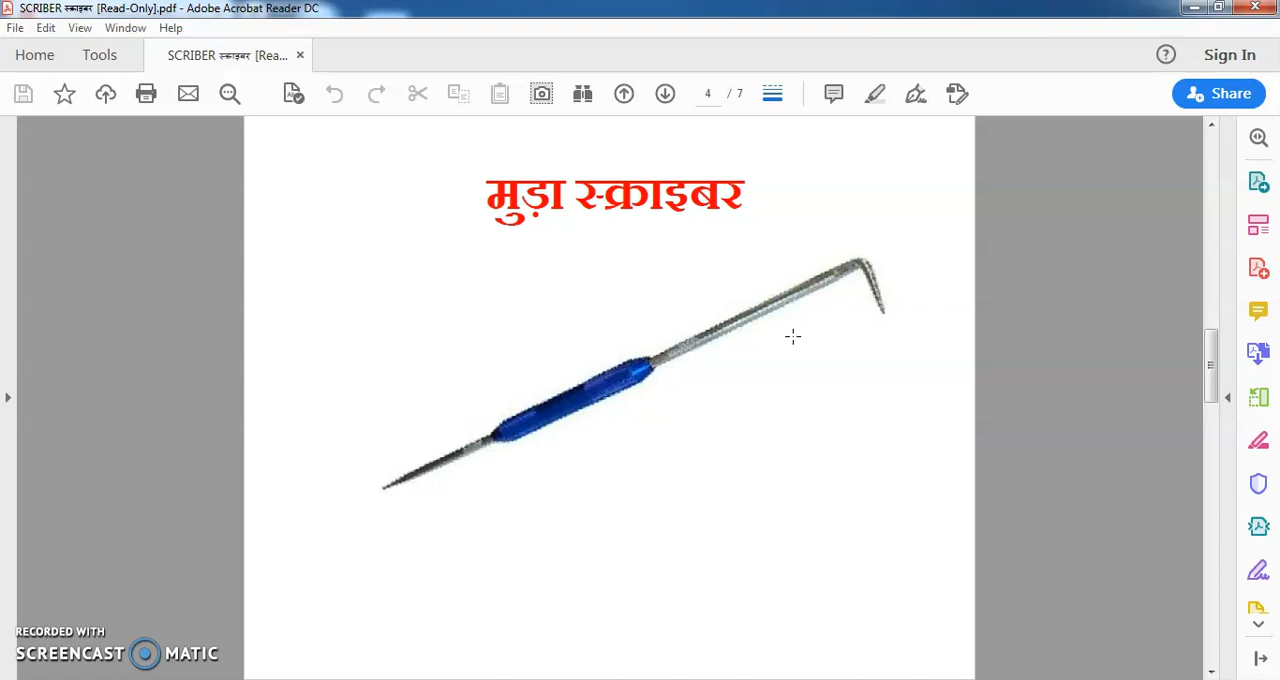 SCRIBER स्क्राइबर [Read-Only].pdf - Adobe Acrobat Reader DC
File Edit View Window Help
Home Tools SCRIBER स्क्राइबर [Rea... × Sign In
4 / 7 Share
मुड़ा स्क्राइबर
RECORDED WITH
SCREENCAST MATIC